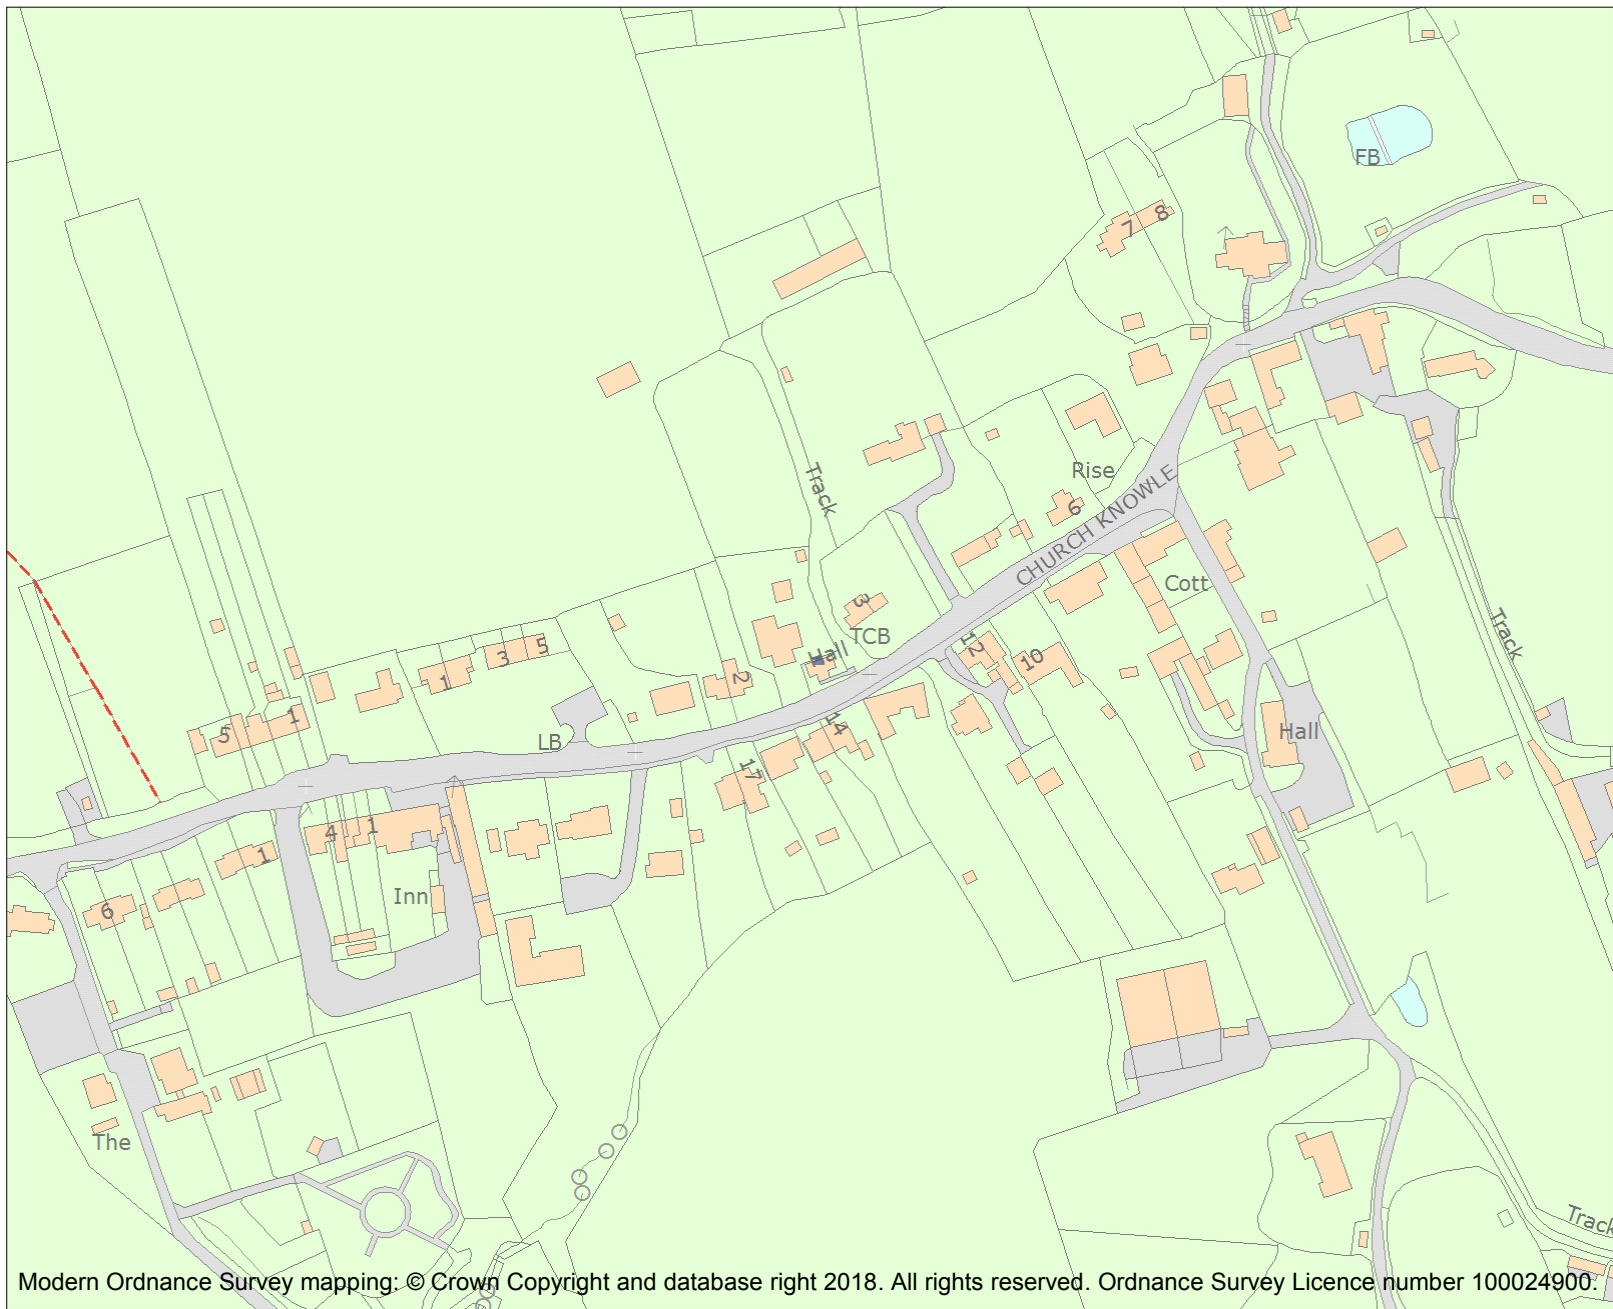 FB
8
7
Rise
CHURCH KNOWLE
Track
6
Cott
3
TCB
Track
Hall
12
10
5
3
1
2
1
5
LB
14
17
Hall
4
1
1
Inn
6
The
Track
Modern Ordnance Survey mapping: © Crown Copyright and database right 2018. All rights reserved. Ordnance Survey Licence number 100024900.